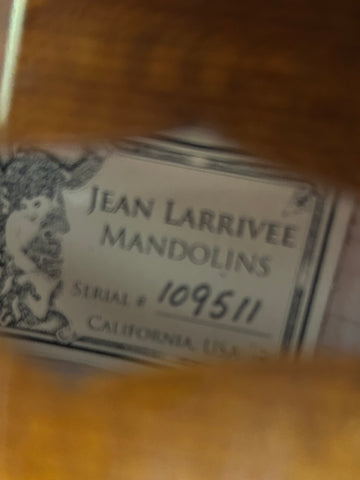 JEAN LARRIVEE
MANDOLINS
SERIAL # 109511
CALIFORNIA, USA